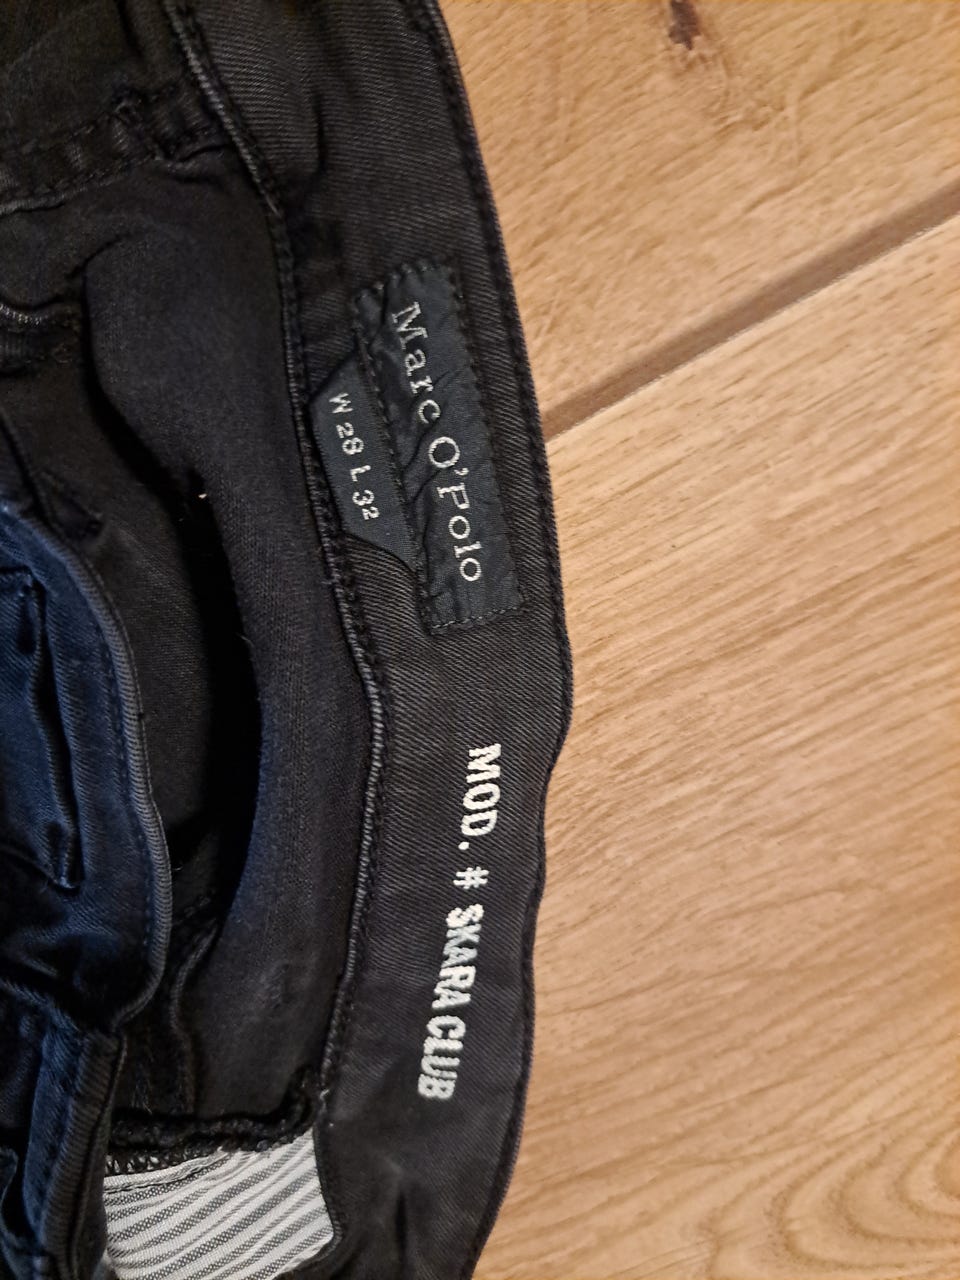 Marc O'Polo
W 28 L 32
MOD. # SKARA CLUB